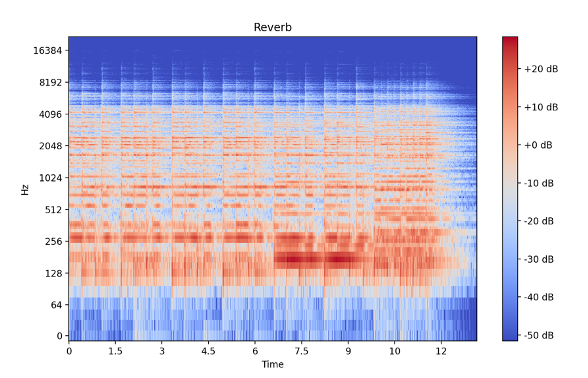 Reverb
16384
8192
4096
2048
1024
512
256
128
64
0
Hz
0 1.5 3 4.5 6 7.5 9 10 12
Time
+20 dB
+10 dB
+0 dB
-10 dB
-20 dB
-30 dB
-40 dB
-50 dB